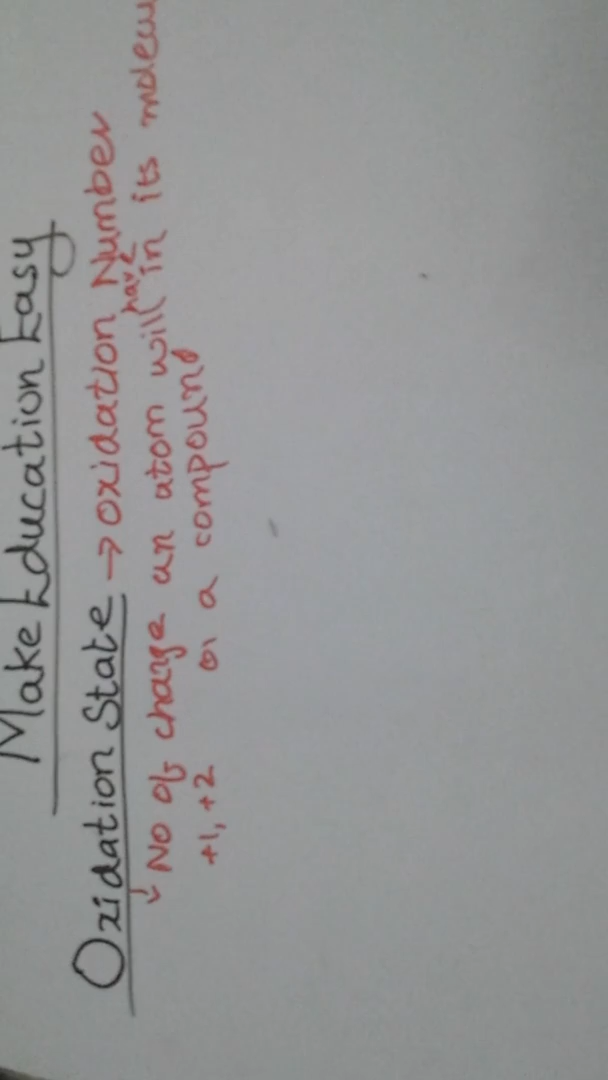 Make Education Easy
Oxidation State → Oxidation Number
No of charge an atom will have in its
+1, +2 or a compound